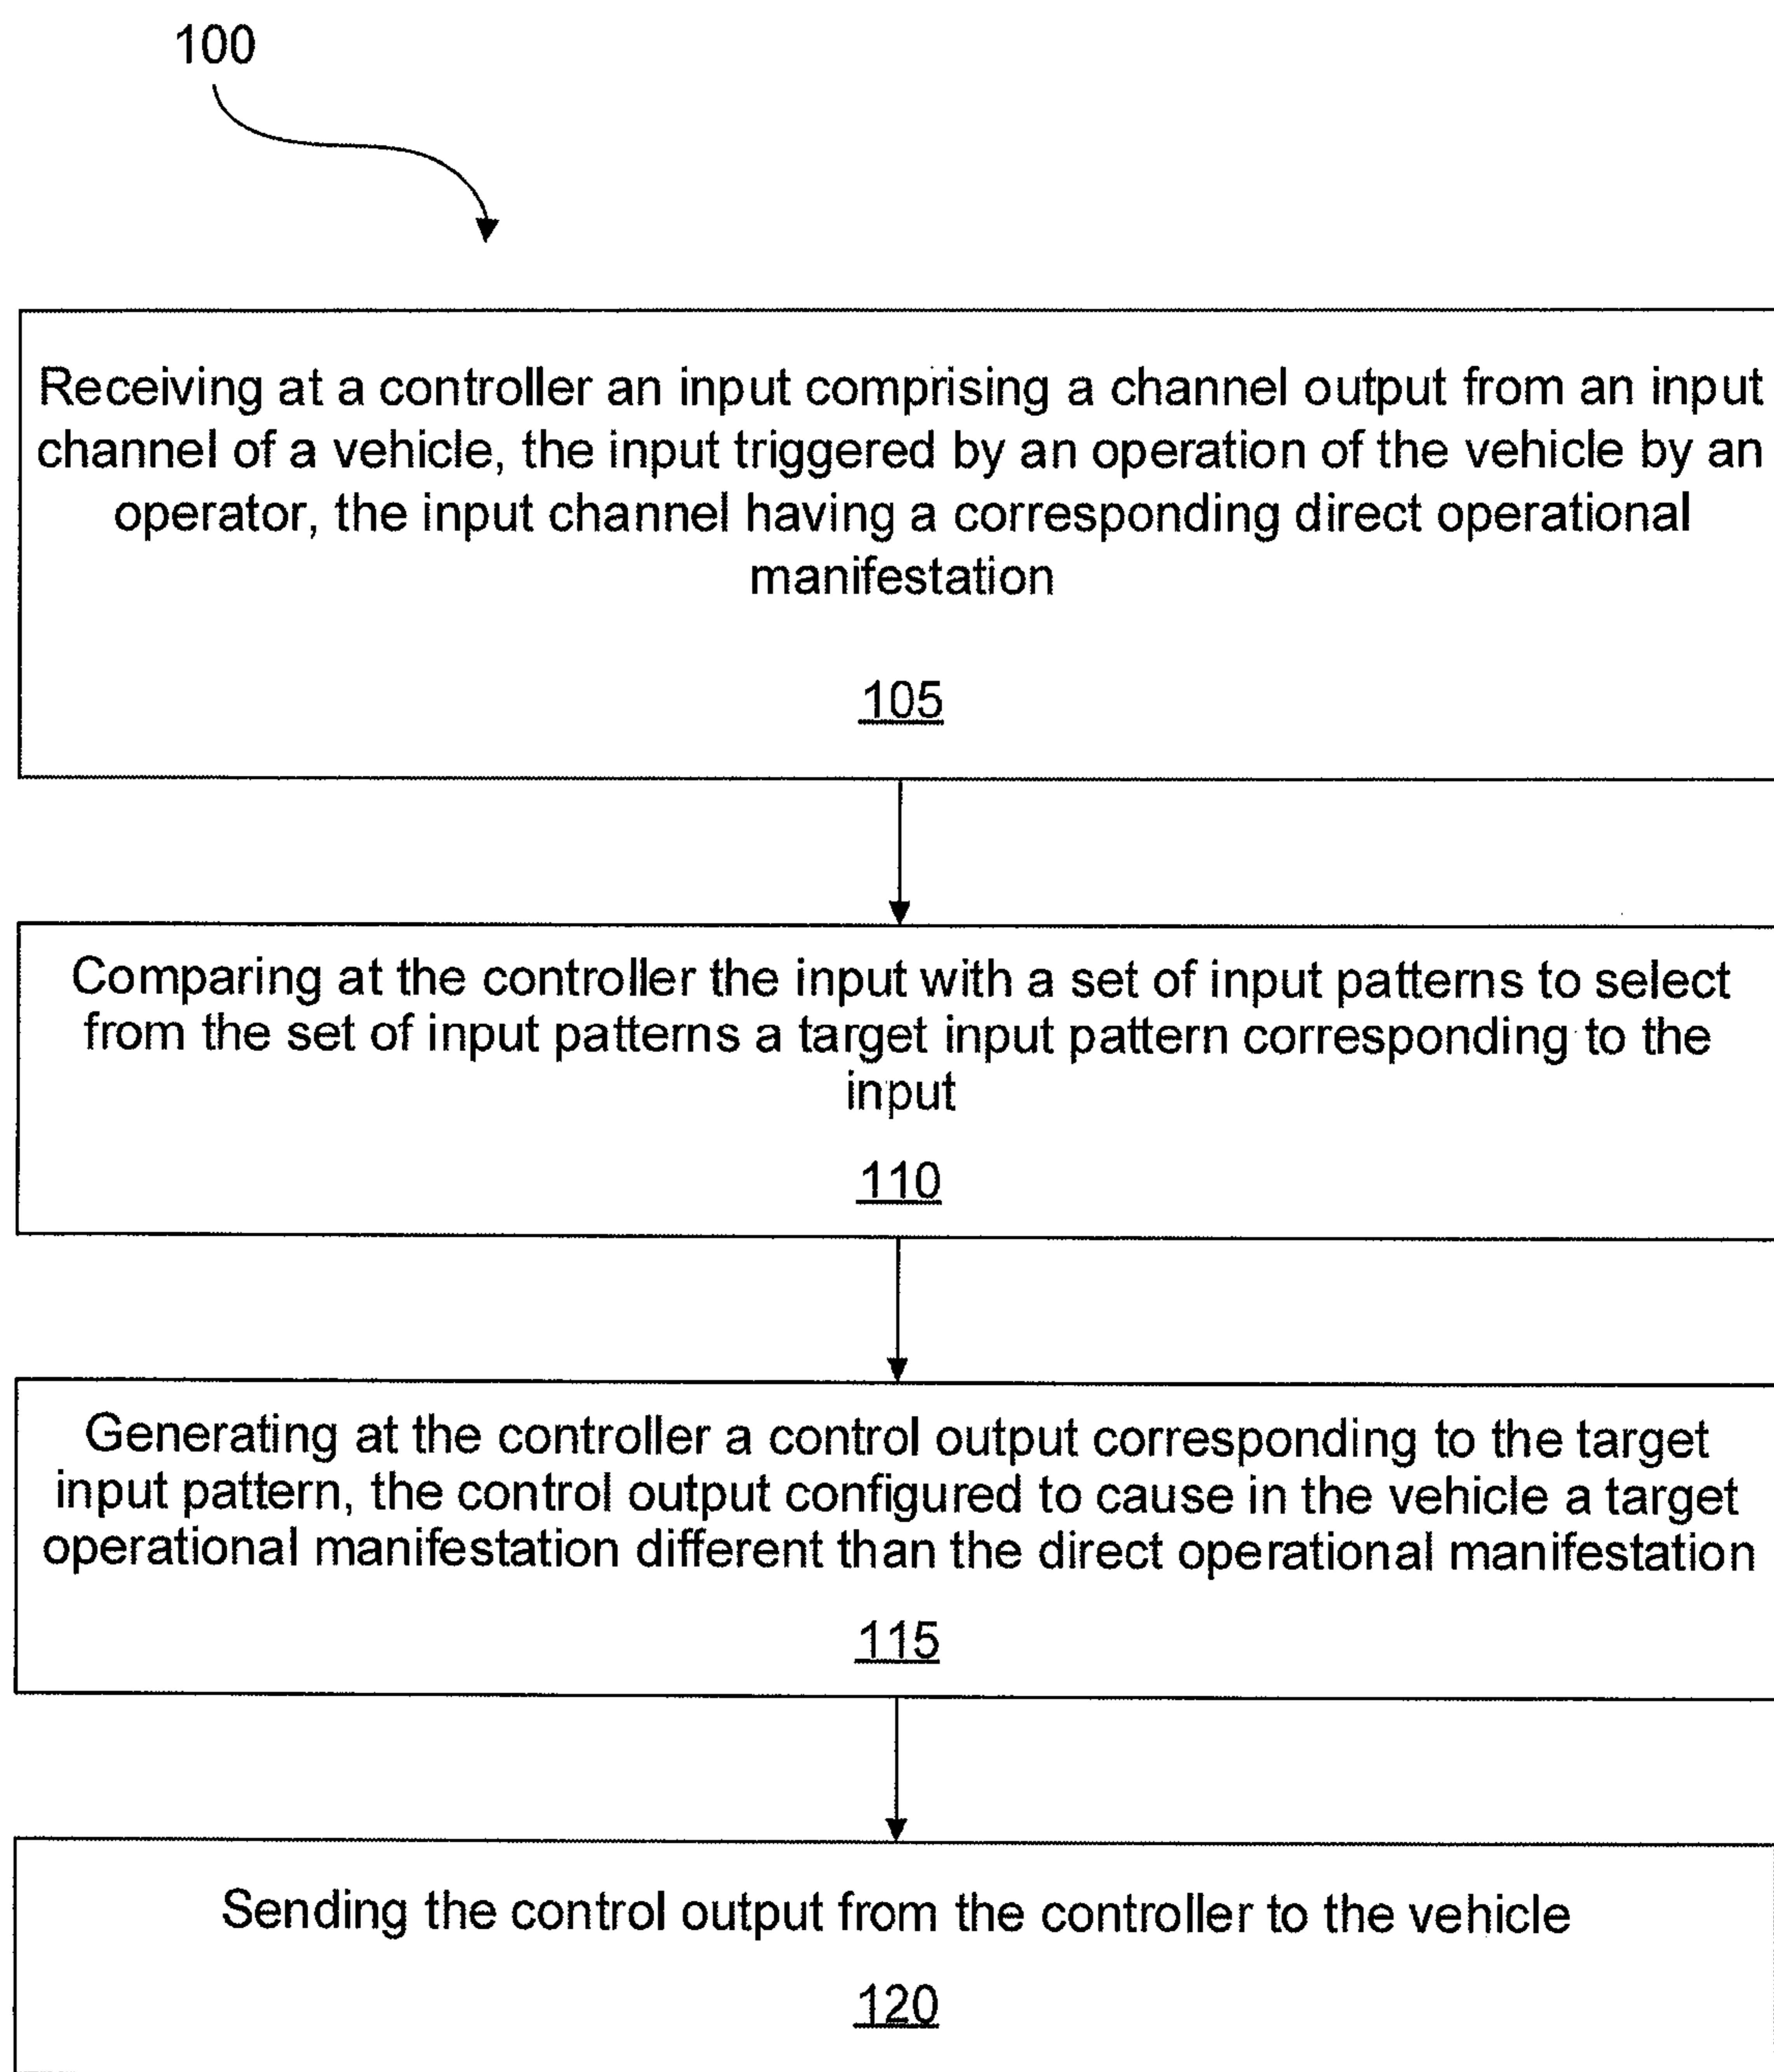 100
Receiving at a controller an input comprising a channel output from an input
channel of a vehicle, the input triggered by an operation of the vehicle by an
operator, the input channel having a corresponding direct operational
manifestation
105
Comparing at the controller the input with a set of input patterns to select
from the set of input patterns a target input pattern corresponding to the
input
110
Generating at the controller a control output corresponding to the target
input pattern, the control output configured to cause in the vehicle a target
operational manifestation different than the direct operational manifestation
115
Sending the control output from the controller to the vehicle
120